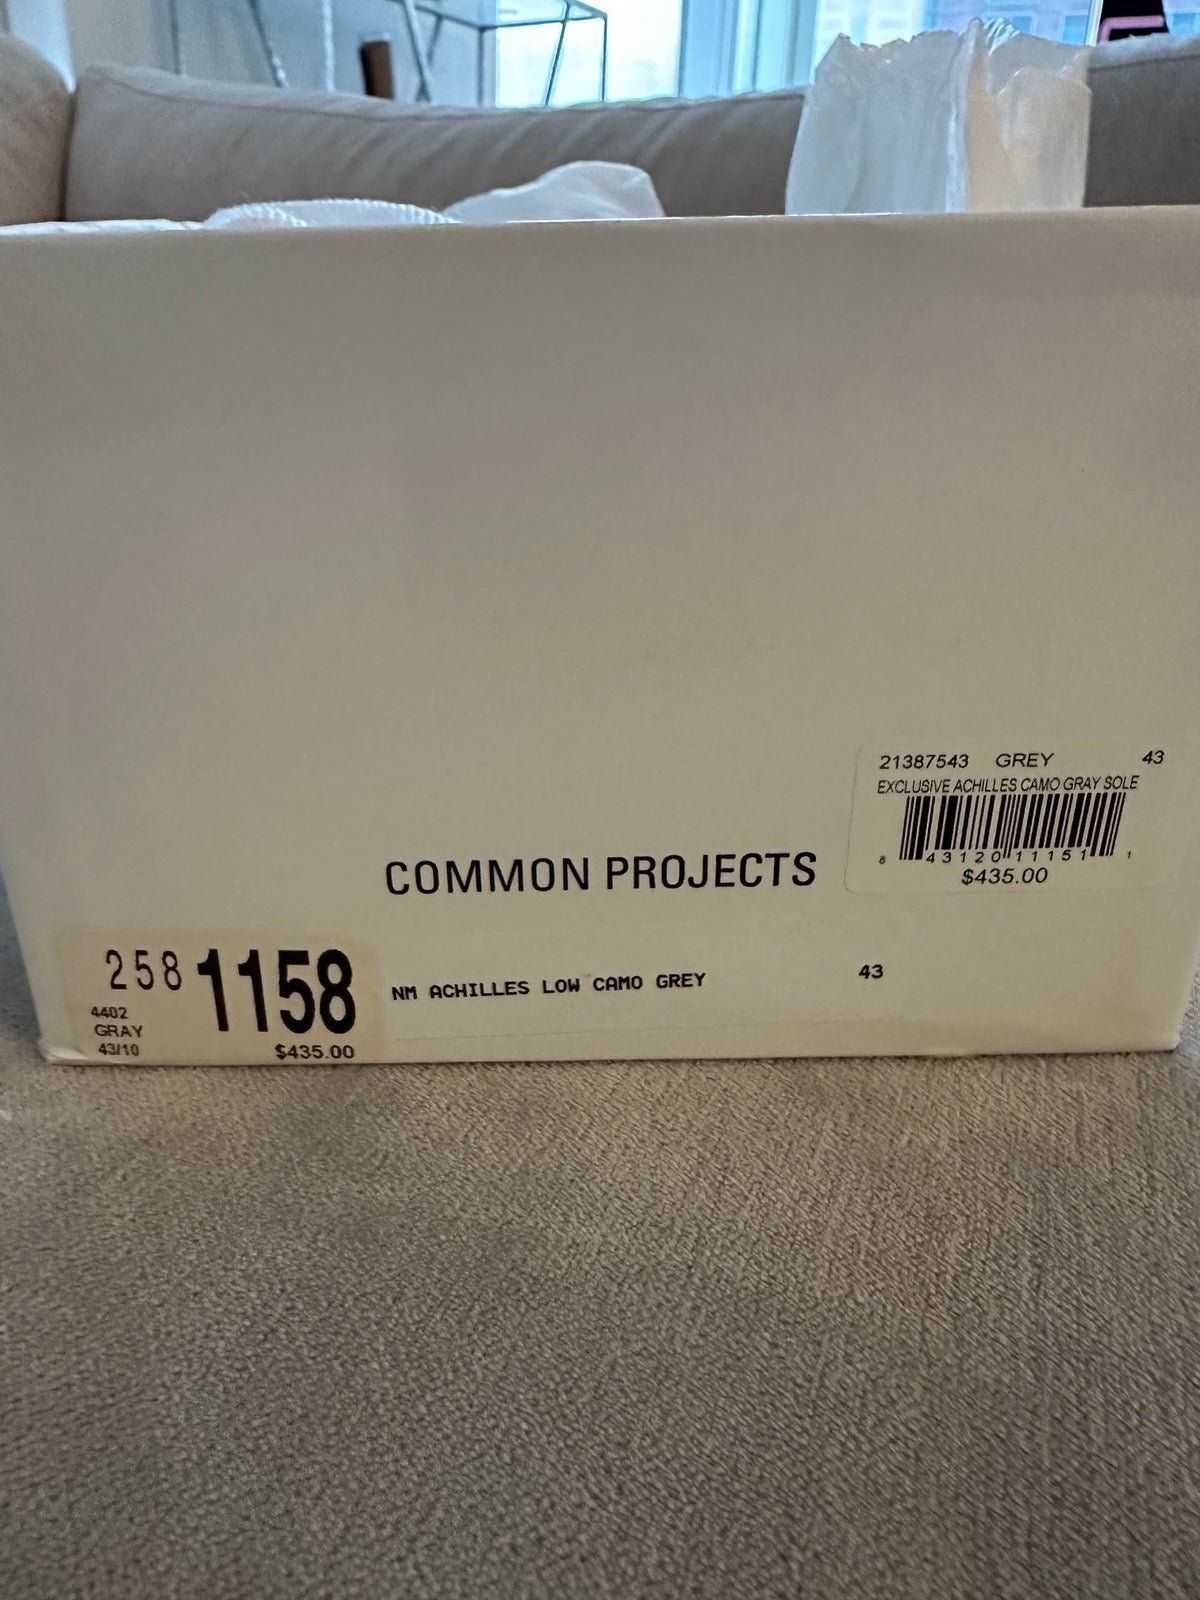 21387543 GREY 43
EXCLUSIVE ACHILLES CAMO GRAY SOLE
8 43120 11151 1
$435.00
COMMON PROJECTS
258 1158
4402
GRAY
43/10 $435.00
NM ACHILLES LOW CAMO GREY 43